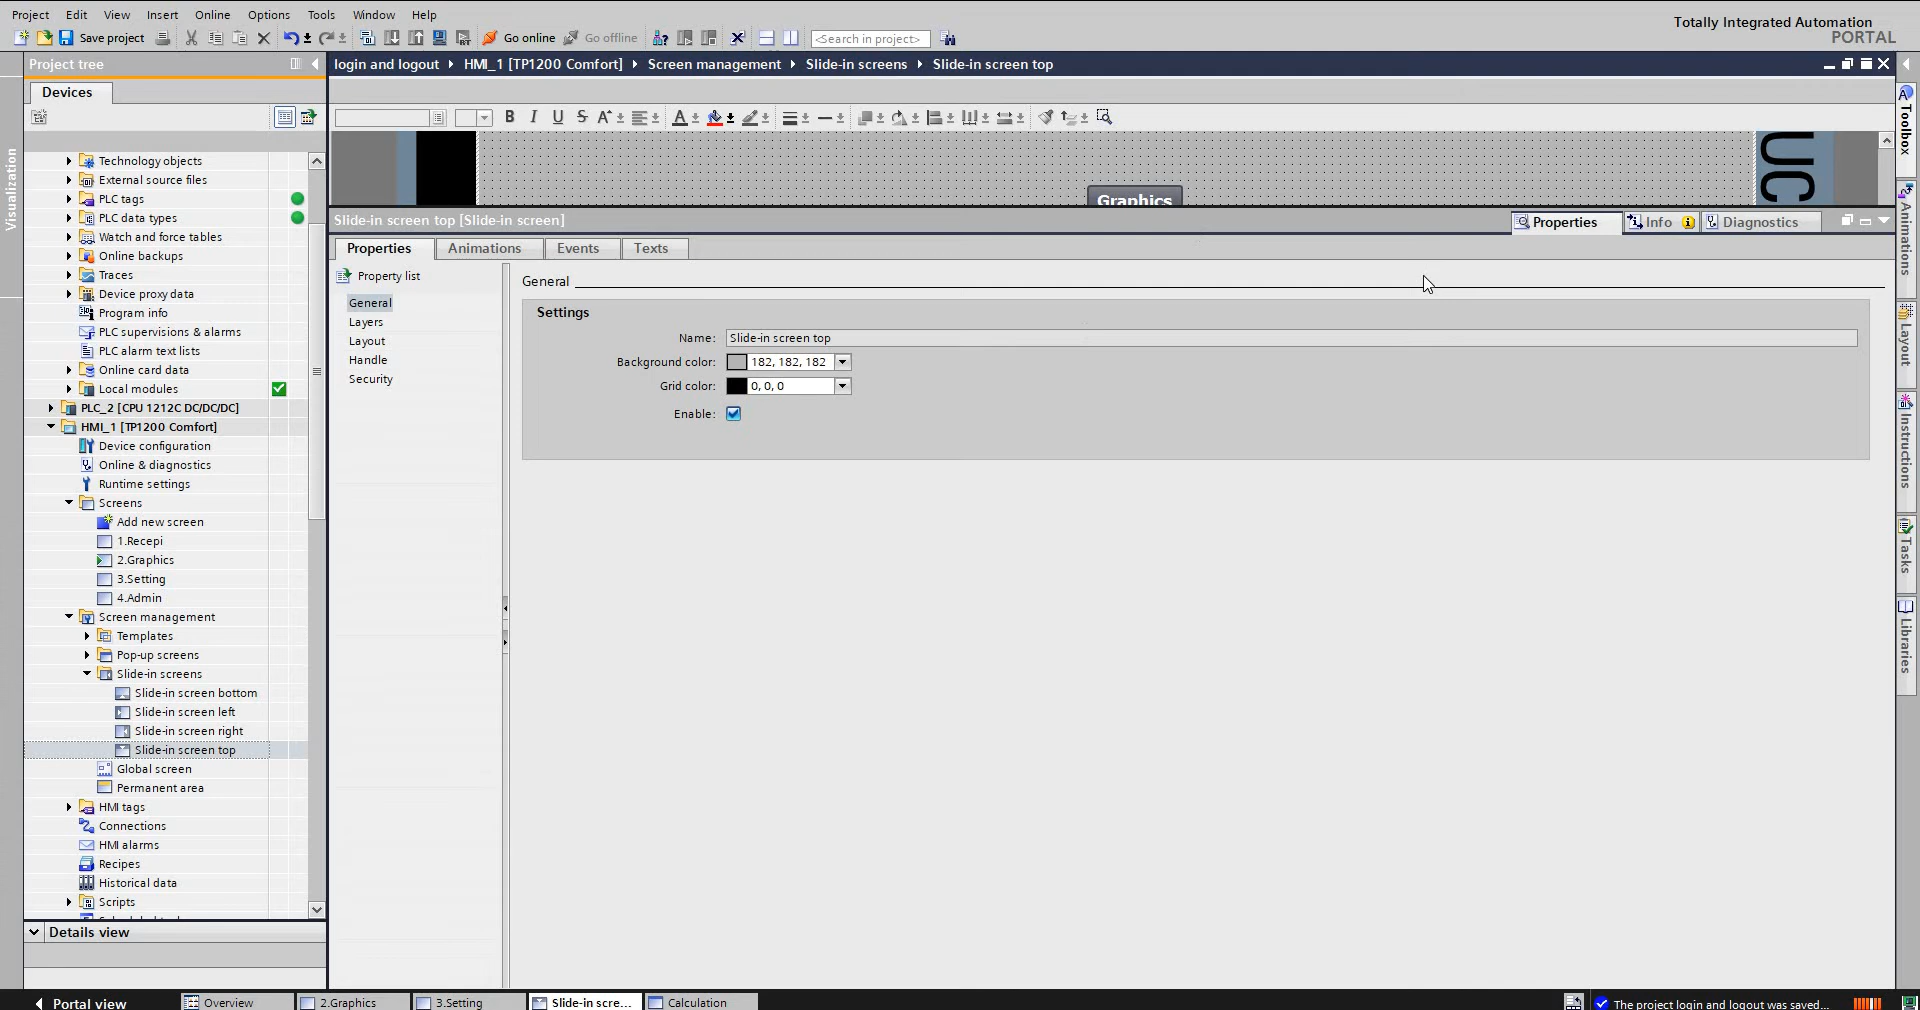 Project Edit View Insert Online Options Tools Window Help
Totally Integrated Automation
PORTAL
Save project
Go online
Go offline
<Search in project>
Project tree
login and logout HMI_1 [TP1200 Comfort] Screen management Slide-in screens Slide-in screen top
Devices
B I U S A A
Visualization
Technology objects
External source files
PLC tags
PLC data types
Watch and force tables
Online backups
Traces
Device proxy data
Program info
PLC supervisions & alarms
PLC alarm text lists
Online card data
Local modules
PLC_2 [CPU 1212C DC/DC/DC]
HMI_1 [TP1200 Comfort]
Device configuration
Online & diagnostics
Runtime settings
Screens
Add new screen
1.Recepi
2.Graphics
3.Setting
4.Admin
Screen management
Templates
Pop-up screens
Slide-in screens
Slide-in screen bottom
Slide-in screen left
Slide-in screen right
Slide-in screen top
Global screen
Permanent area
HMI tags
Connections
HMI alarms
Recipes
Historical data
Scripts
Details view
Graphics
UC
Slide-in screen top [Slide-in screen]
Properties Info Diagnostics
Properties Animations Events Texts
Property list
General
Layers
Layout
Handle
Security
General
Settings
Name: Slide-in screen top
Background color: 182, 182, 182
Grid color: 0, 0, 0
Enable:
Toolbox
Animations
Layout
Instructions
Tasks
Libraries
Portal view
Overview
2.Graphics
3.Setting
Slide-in scre...
Calculation
The project login and logout was saved...